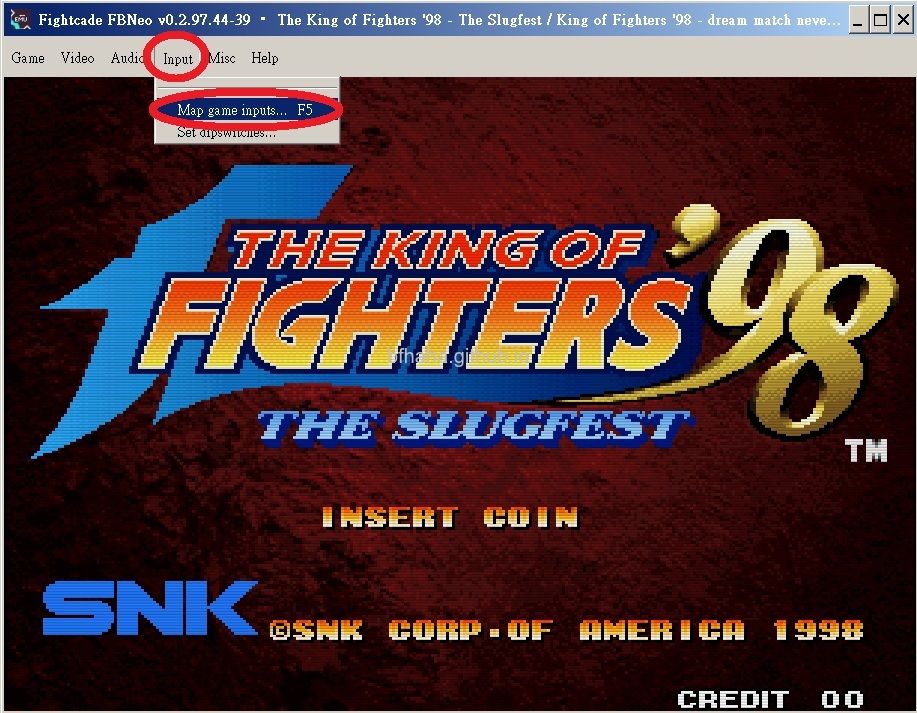 Fightcade FBNeo v0.2.97.44-39 • The King of Fighters '98 - The Slugfest / King of Fighters '98 - dream match neve...
Game Video Audio Input Misc Help
Map game inputs... F5
Set dipswitches...
THE KING OF
FIGHTERS '98
THE SLUGFEST
TM
INSERT COIN
SNK ©SNK CORP. OF AMERICA 1998
CREDIT 00